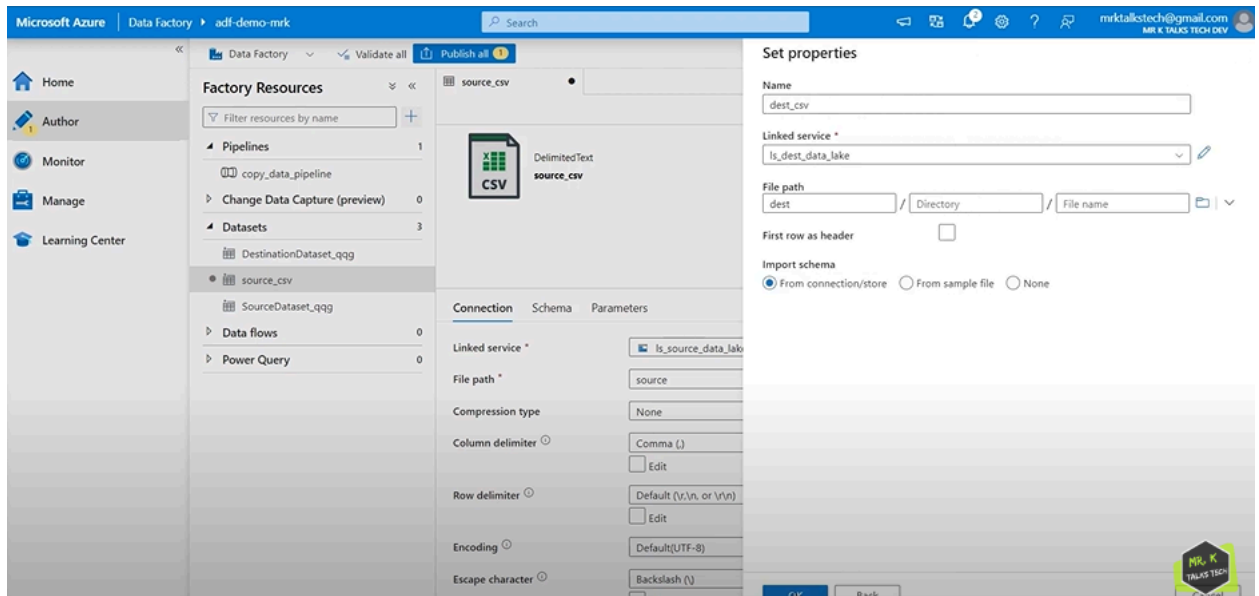 Microsoft Azure
Data Factory
adf-demo-mrk
Search
2
mrktalkstech@gmail.com
MR K TALKS TECH DEV
Home
Author
1
Monitor
Manage
Learning Center
Data Factory
Validate all
Publish all 1
Factory Resources
Filter resources by name
Pipelines 1
copy_data_pipeline
Change Data Capture (preview) 0
Datasets 3
DestinationDataset_qqg
source_csv
SourceDataset_qqg
Data flows 0
Power Query 0
source_csv
CSV
DelimitedText
source_csv
Connection Schema Parameters
Linked service * ls_source_data_lak
File path * source
Compression type None
Column delimiter Comma (,)
Edit
Row delimiter Default (\r,\n, or \r\n)
Edit
Encoding Default(UTF-8)
Escape character Backslash (\)
Set properties
Name
dest_csv
Linked service *
ls_dest_data_lake
File path
dest / Directory / File name
First row as header
Import schema
From connection/store From sample file None
OK Back Cancel
MR. K
TALKS TECH